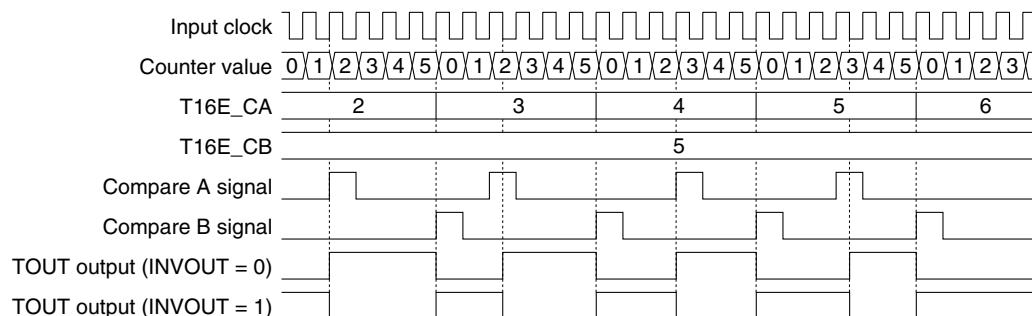 Input clock
Counter value 0 1 2 3 4 5 0 1 2 3 4 5 0 1 2 3 4 5 0 1 2 3 4 5 0 1 2 3
T16E_CA 2 3 4 5 6
T16E_CB 5
Compare A signal
Compare B signal
TOUT output (INVOUT = 0)
TOUT output (INVOUT = 1)